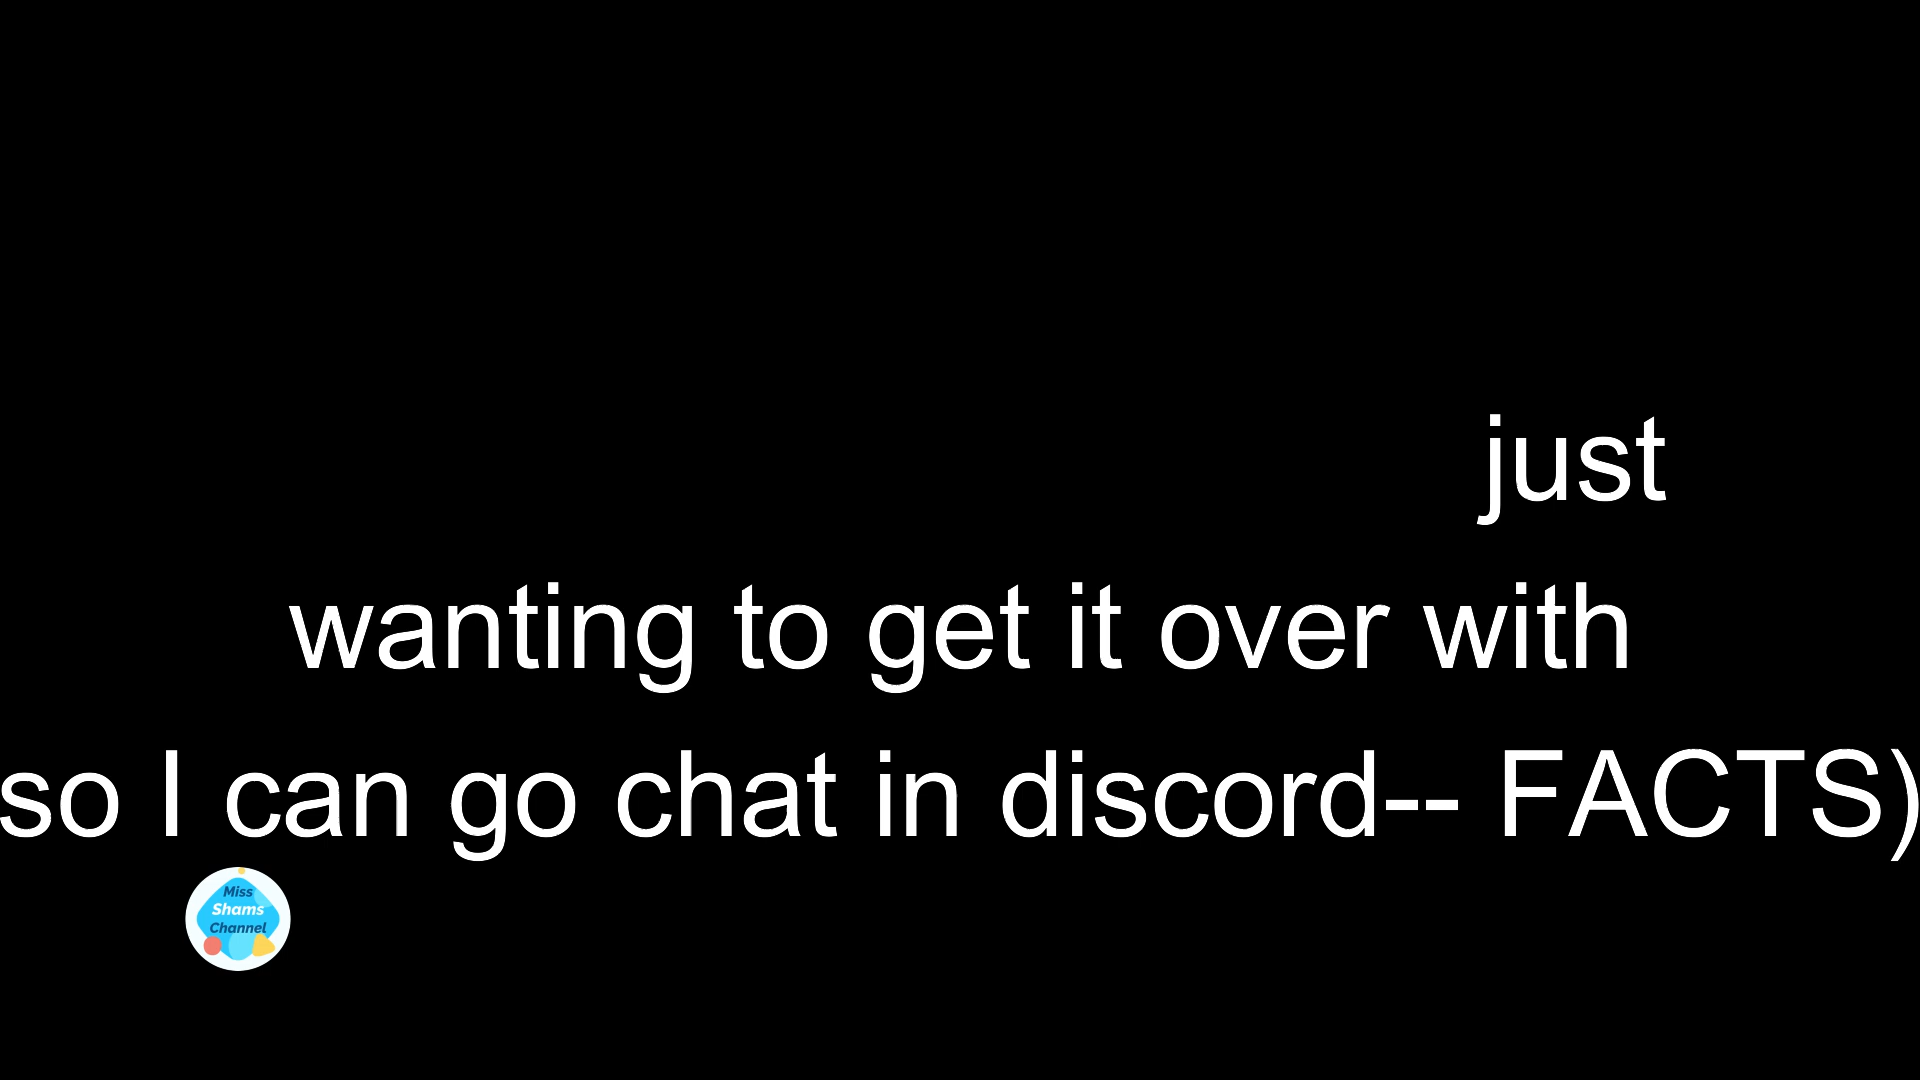 just
wanting to get it over with
so I can go chat in discord-- FACTS)
Miss
Shams
Channel